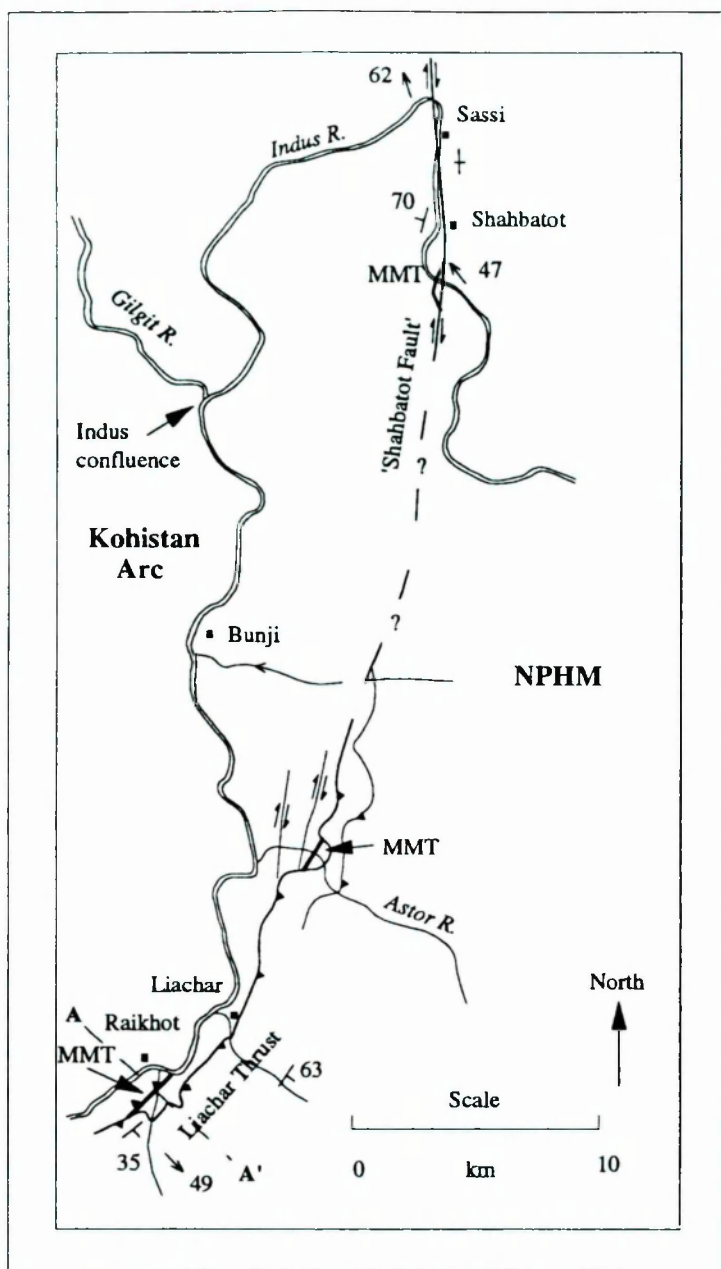 62
Sassi
Indus R.
70
Shahbatot
MMT
47
Gilgit R.
'Shahbatot Fault'
Indus
confluence
?
Kohistan
Arc
?
Bunji
NPHM
MMT
Astor R.
Liachar
North
A
Raikhot
MMT
63
Liachar Thrust
Scale
35
49
A'
0
km
10